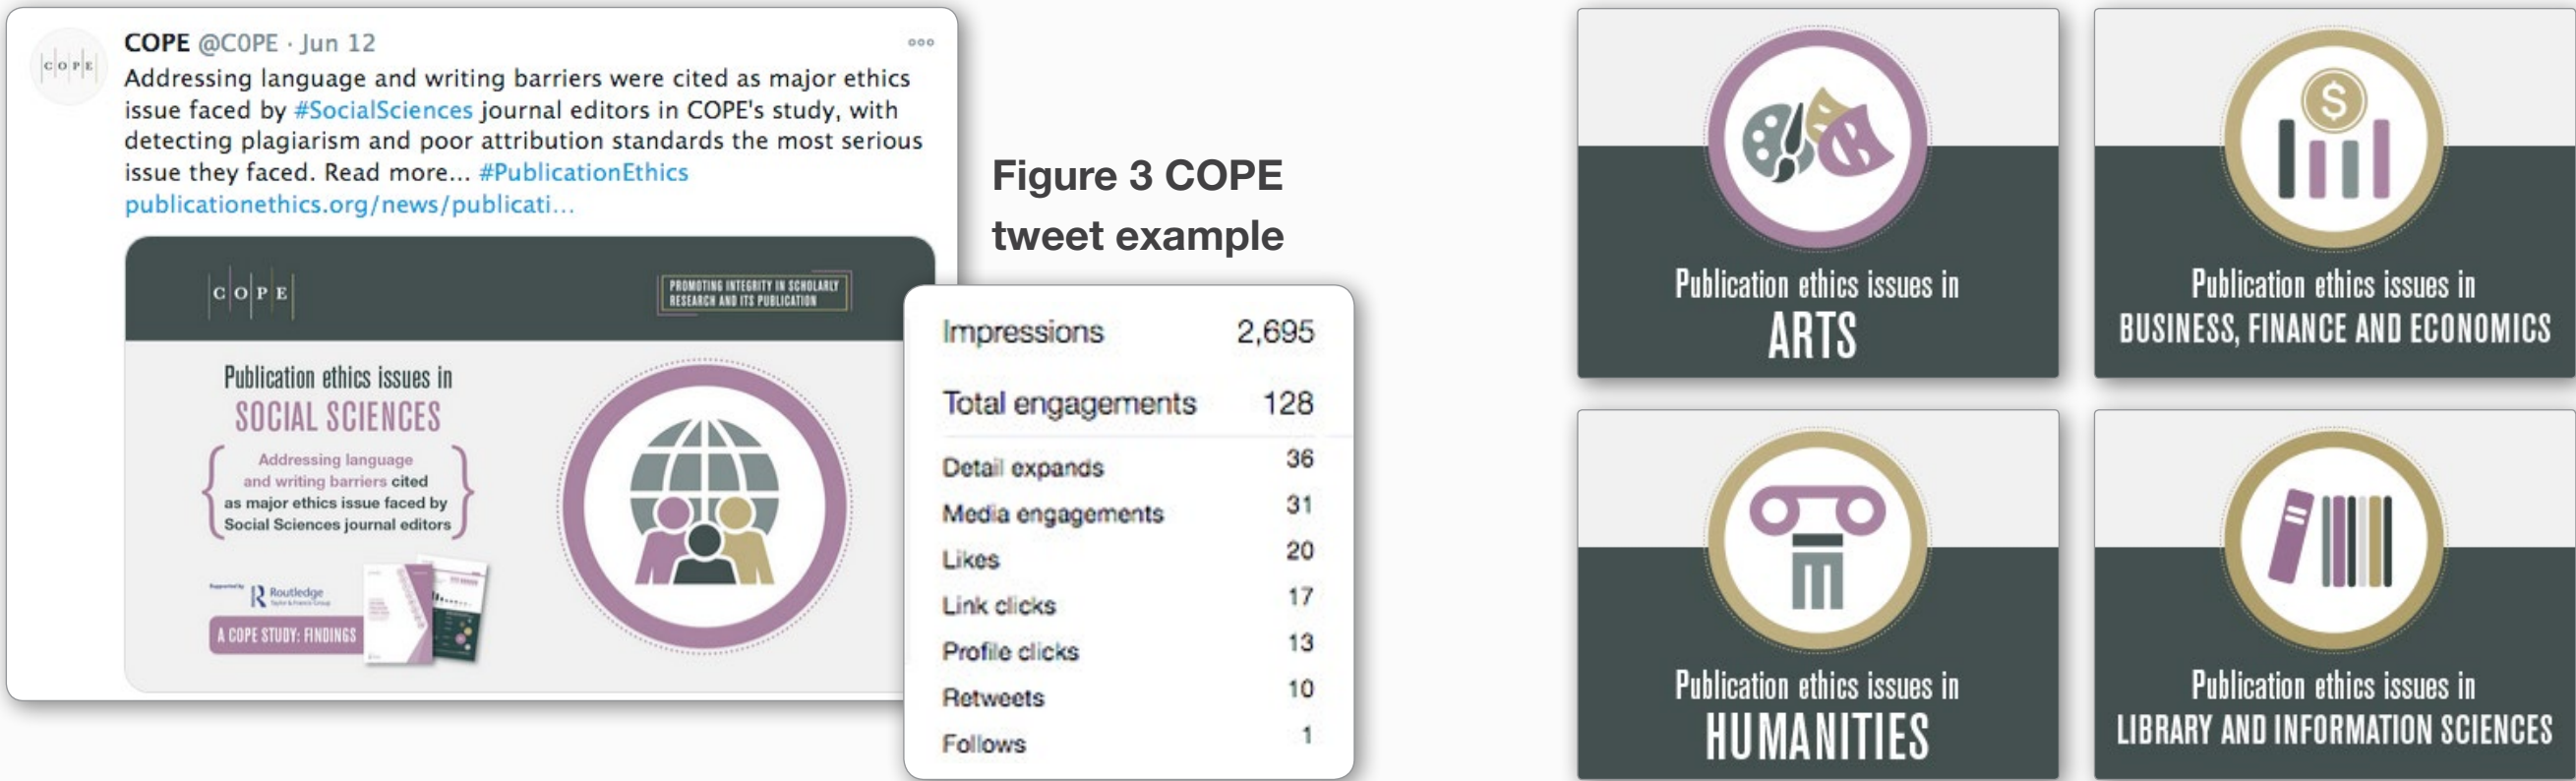 COPE @C0PE · Jun 12
Addressing language and writing barriers were cited as major ethics
issue faced by #SocialSciences journal editors in COPE's study, with
detecting plagiarism and poor attribution standards the most serious
issue they faced. Read more... #PublicationEthics
publicationethics.org/news/publicati...
COPE
PROMOTING INTEGRITY IN SCHOLARLY
RESEARCH AND ITS PUBLICATION
Publication ethics issues in
SOCIAL SCIENCES
Addressing language
and writing barriers cited
as major ethics issue faced by
Social Sciences journal editors
Supported by
Routledge
Taylor & Francis Group
A COPE STUDY: FINDINGS
Figure 3 COPE
tweet example
Impressions 2,695
Total engagements 128
Detail expands 36
Media engagements 31
Likes 20
Link clicks 17
Profile clicks 13
Retweets 10
Follows 1
Publication ethics issues in
ARTS
Publication ethics issues in
BUSINESS, FINANCE AND ECONOMICS
Publication ethics issues in
HUMANITIES
Publication ethics issues in
LIBRARY AND INFORMATION SCIENCES